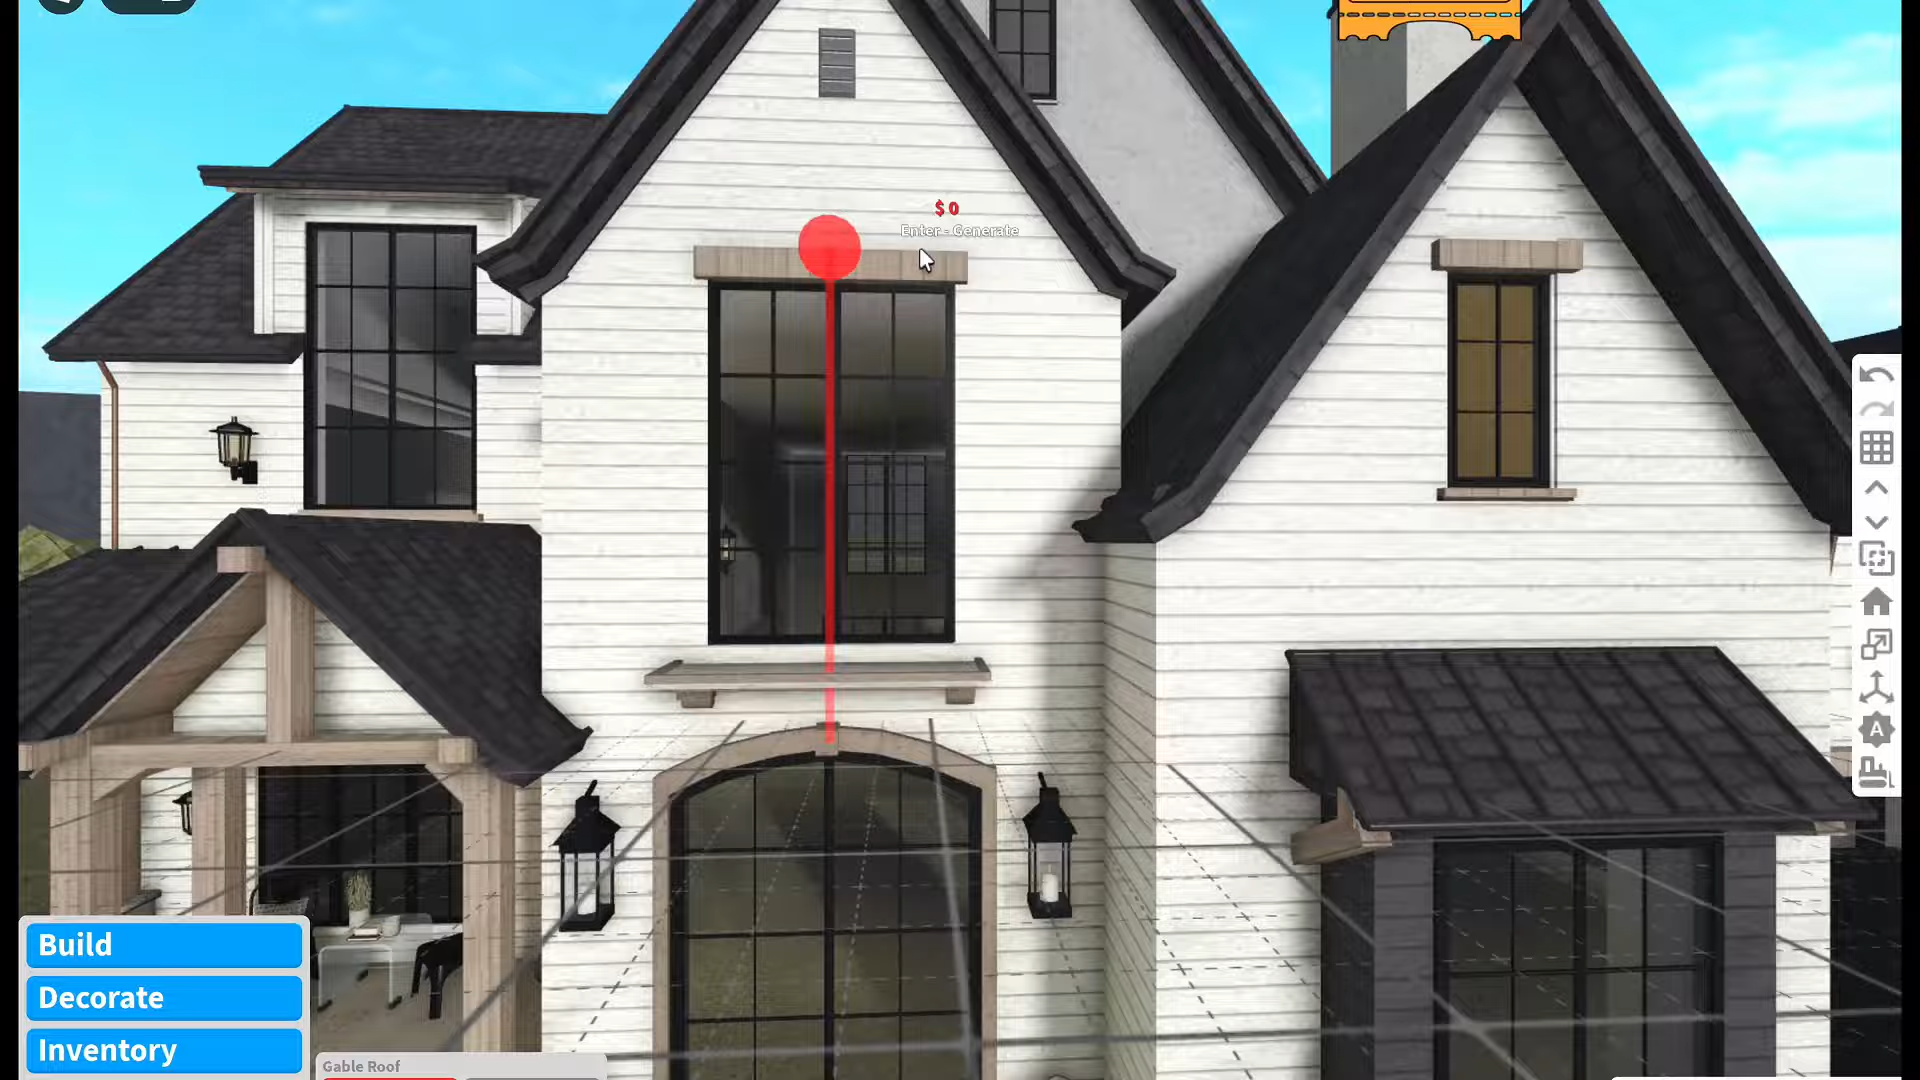 $0
Enter - Generate
Build
Decorate
Inventory
Gable Roof
A